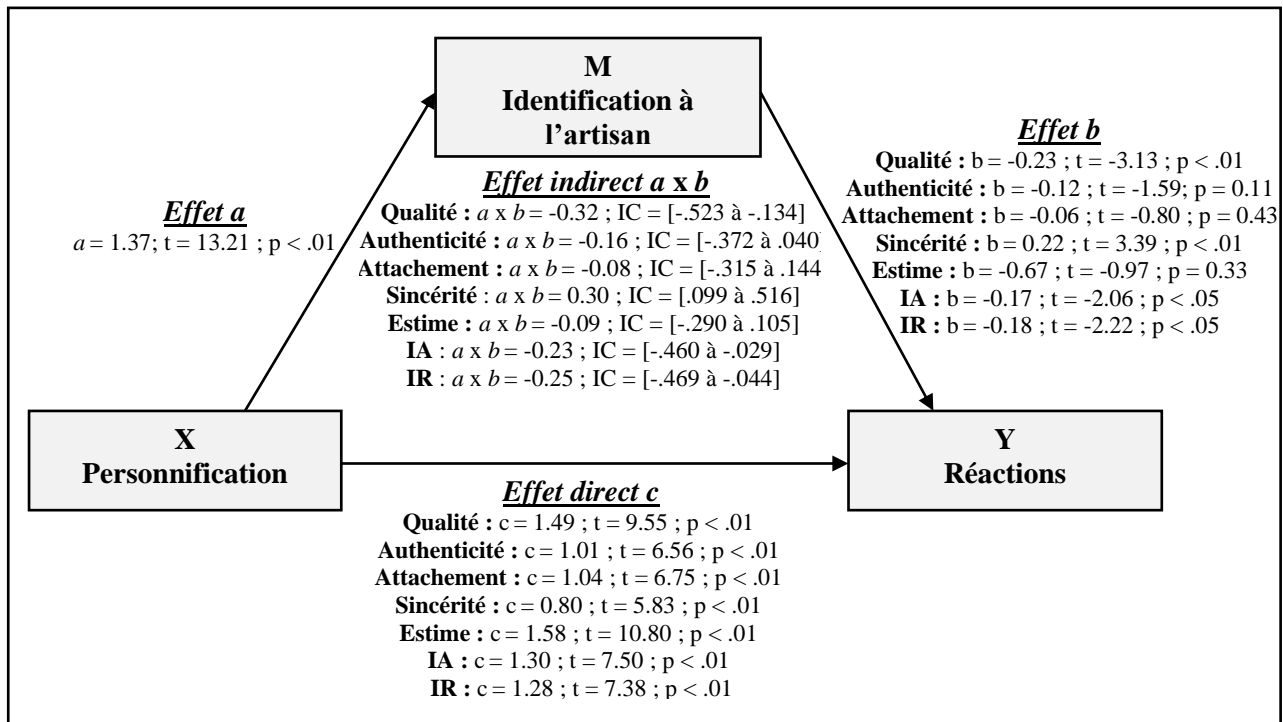 M
Identification à
l'artisan
Effet a
a = 1.37; t = 13.21 ; p < .01
Effet indirect a x b
Qualité : a x b = -0.32 ; IC = [-.523 à -.134]
Authenticité : a x b = -0.16 ; IC = [-.372 à .040]
Attachement : a x b = -0.08 ; IC = [-.315 à .144
Sincérité : a x b = 0.30 ; IC = [.099 à .516]
Estime : a x b = -0.09 ; IC = [-.290 à .105]
IA : a x b = -0.23 ; IC = [-.460 à -.029]
IR : a x b = -0.25 ; IC = [-.469 à -.044]
Effet b
Qualité : b = -0.23 ; t = -3.13 ; p < .01
Authenticité : b = -0.12 ; t = -1.59; p = 0.11
Attachement : b = -0.06 ; t = -0.80 ; p = 0.43
Sincérité : b = 0.22 ; t = 3.39 ; p < .01
Estime : b = -0.67 ; t = -0.97 ; p = 0.33
IA : b = -0.17 ; t = -2.06 ; p < .05
IR : b = -0.18 ; t = -2.22 ; p < .05
X
Personnification
Y
Réactions
Effet direct c
Qualité : c = 1.49 ; t = 9.55 ; p < .01
Authenticité : c = 1.01 ; t = 6.56 ; p < .01
Attachement : c = 1.04 ; t = 6.75 ; p < .01
Sincérité : c = 0.80 ; t = 5.83 ; p < .01
Estime : c = 1.58 ; t = 10.80 ; p < .01
IA : c = 1.30 ; t = 7.50 ; p < .01
IR : c = 1.28 ; t = 7.38 ; p < .01